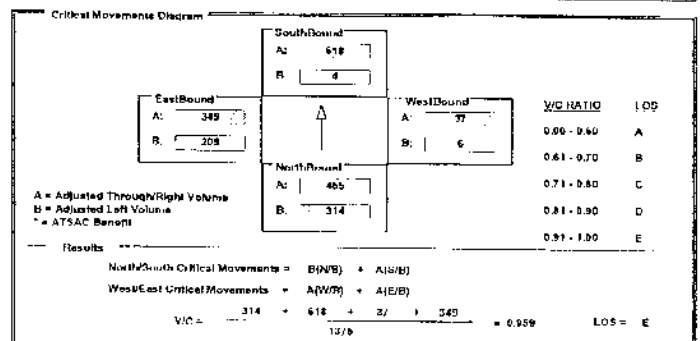 Critical Movements Diagram
SouthBound
A: 618
B: 4
EastBound
A: 349
B: 209
WestBound
A: 37
B: 6
NorthBound
A: 465
B: 314
A = Adjusted Through/Right Volume
B = Adjusted Left Volume
* = ATSAC Benefit
V/C RATIO LOS
0.00 - 0.60 A
0.61 - 0.70 B
0.71 - 0.80 C
0.81 - 0.90 D
0.91 - 1.00 E
Results
North/South Critical Movements = B(N/B) + A(S/B)
West/East Critical Movements = A(W/B) + A(E/B)
V/C = 314 + 618 + 37 + 349
= 0.959 LOS = E